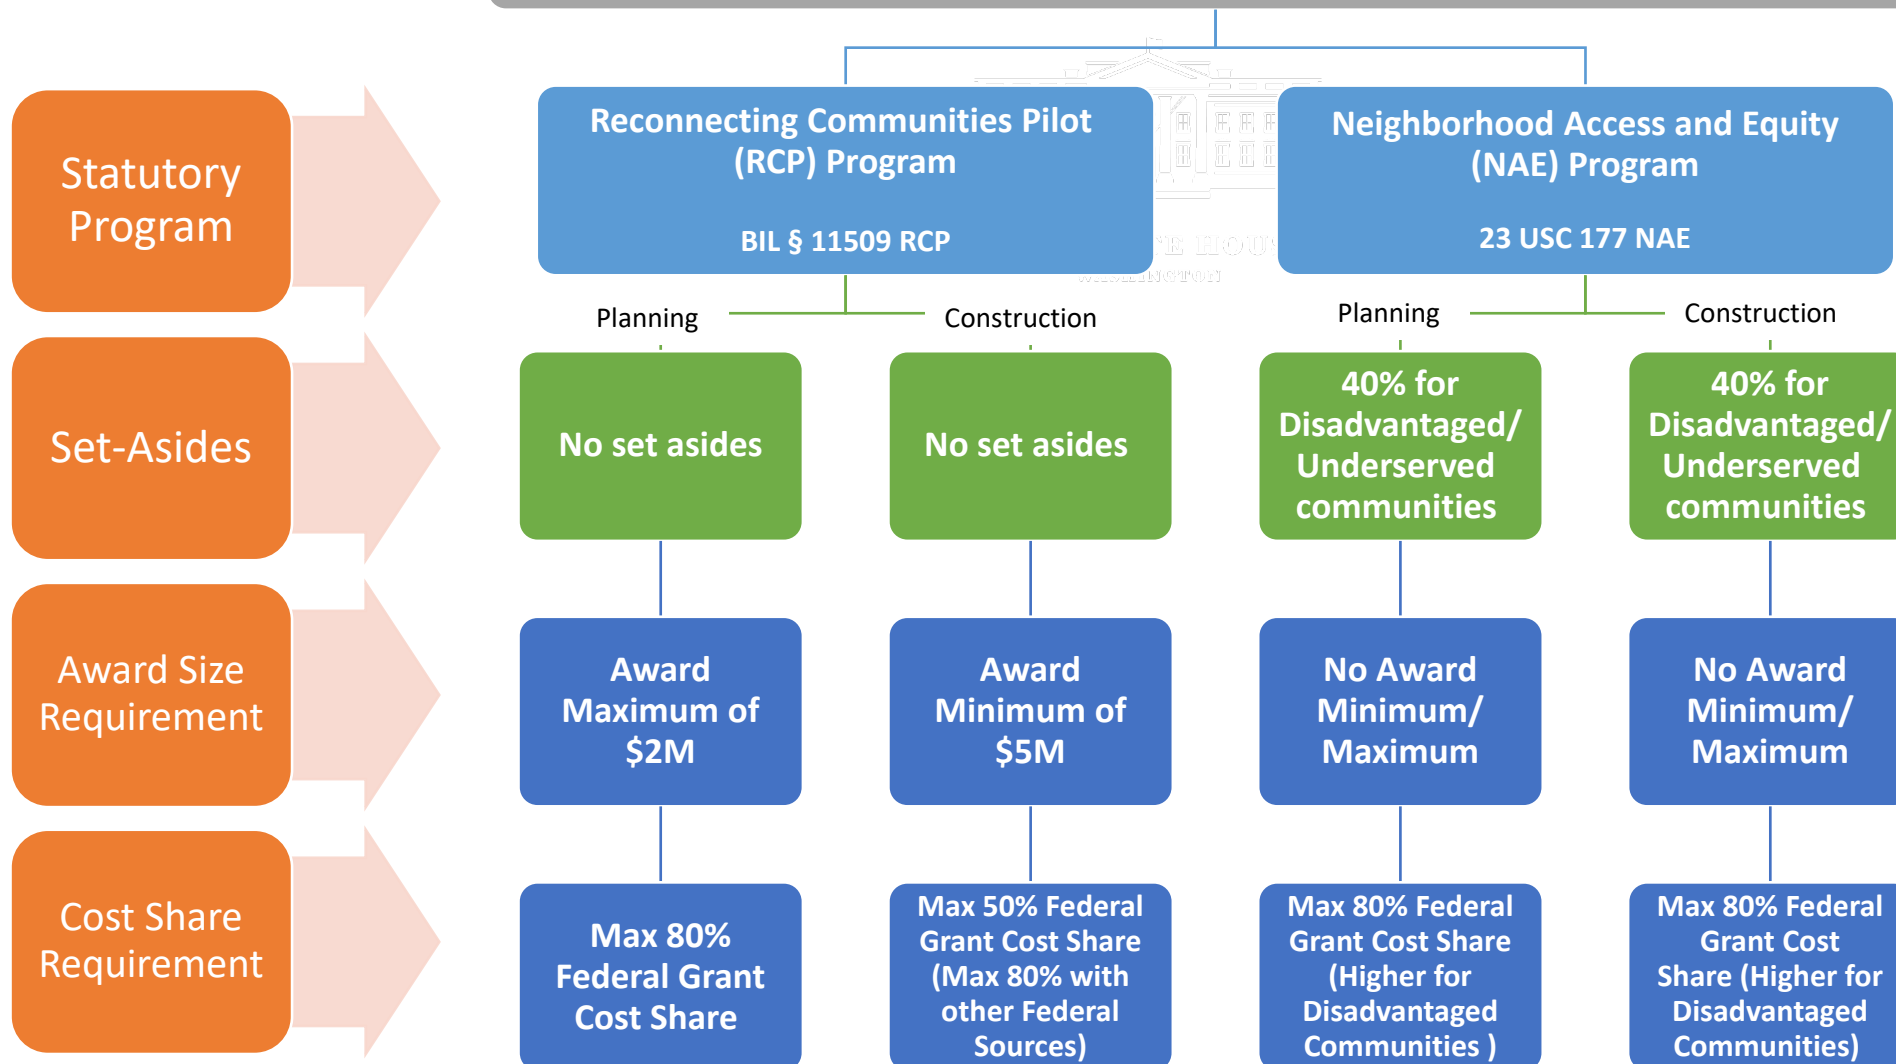 Statutory
Program
Reconnecting Communities Pilot
(RCP) Program
BIL § 11509 RCP
Neighborhood Access and Equity
(NAE) Program
23 USC 177 NAE
WASHINGTON
Planning
Construction
Planning
Construction
Set-Asides
No set asides
No set asides
40% for
Disadvantaged/
Underserved
communities
40% for
Disadvantaged/
Underserved
communities
Award Size
Requirement
Award
Maximum of
$2M
Award
Minimum of
$5M
No Award
Minimum/
Maximum
No Award
Minimum/
Maximum
Cost Share
Requirement
Max 80%
Federal Grant
Cost Share
Max 50% Federal
Grant Cost Share
(Max 80% with
other Federal
Sources)
Max 80% Federal
Grant Cost Share
(Higher for
Disadvantaged
Communities )
Max 80% Federal
Grant Cost
Share (Higher for
Disadvantaged
Communities)